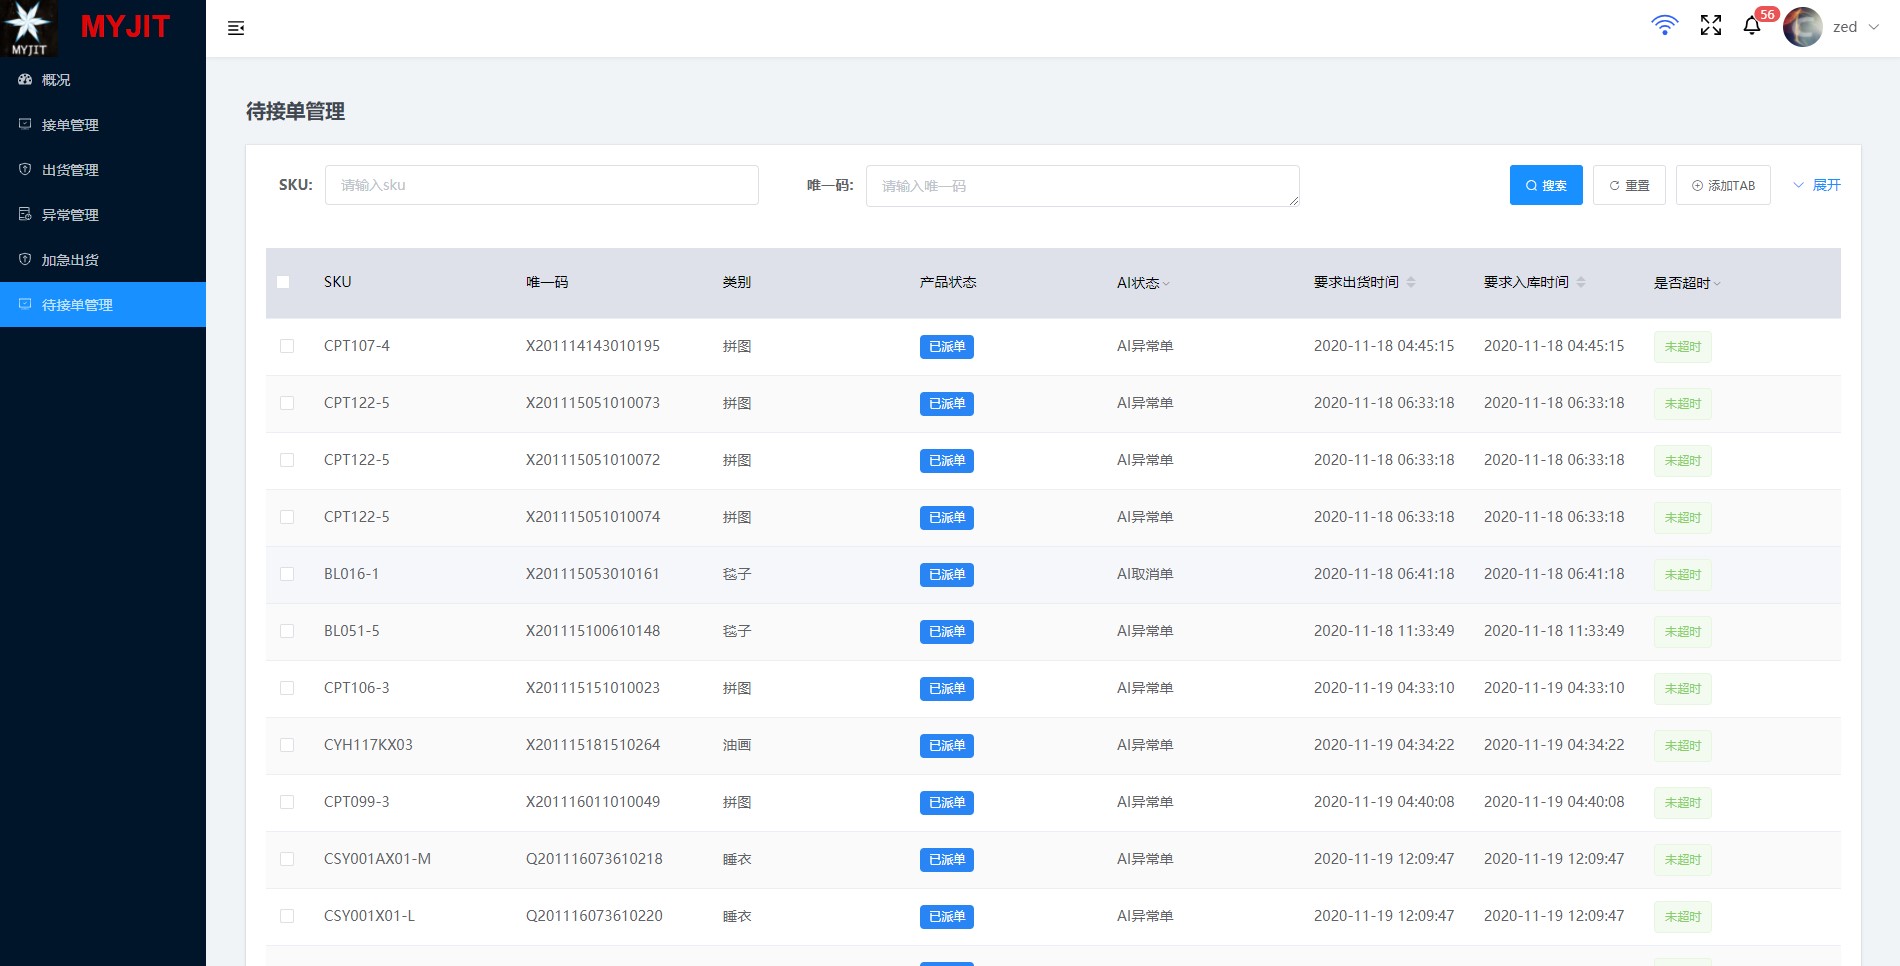 MYJIT
MYJIT
56
zed
概况
接单管理
出货管理
异常管理
加急出货
待接单管理
待接单管理
SKU: 请输入sku 唯一码: 请输入唯一码 搜索 重置 添加TAB 展开
SKU 唯一码 类别 产品状态 AI状态 要求出货时间 要求入库时间 是否超时
CPT107-4 X201114143010195 拼图 已派单 AI异常单 2020-11-18 04:45:15 2020-11-18 04:45:15 未超时
CPT122-5 X201115051010073 拼图 已派单 AI异常单 2020-11-18 06:33:18 2020-11-18 06:33:18 未超时
CPT122-5 X201115051010072 拼图 已派单 AI异常单 2020-11-18 06:33:18 2020-11-18 06:33:18 未超时
CPT122-5 X201115051010074 拼图 已派单 AI异常单 2020-11-18 06:33:18 2020-11-18 06:33:18 未超时
BL016-1 X201115053010161 毯子 已派单 AI取消单 2020-11-18 06:41:18 2020-11-18 06:41:18 未超时
BL051-5 X201115100610148 毯子 已派单 AI异常单 2020-11-18 11:33:49 2020-11-18 11:33:49 未超时
CPT106-3 X201115151010023 拼图 已派单 AI异常单 2020-11-19 04:33:10 2020-11-19 04:33:10 未超时
CYH117KX03 X201115181510264 油画 已派单 AI异常单 2020-11-19 04:34:22 2020-11-19 04:34:22 未超时
CPT099-3 X201116011010049 拼图 已派单 AI异常单 2020-11-19 04:40:08 2020-11-19 04:40:08 未超时
CSY001AX01-M Q201116073610218 睡衣 已派单 AI异常单 2020-11-19 12:09:47 2020-11-19 12:09:47 未超时
CSY001X01-L Q201116073610220 睡衣 已派单 AI异常单 2020-11-19 12:09:47 2020-11-19 12:09:47 未超时